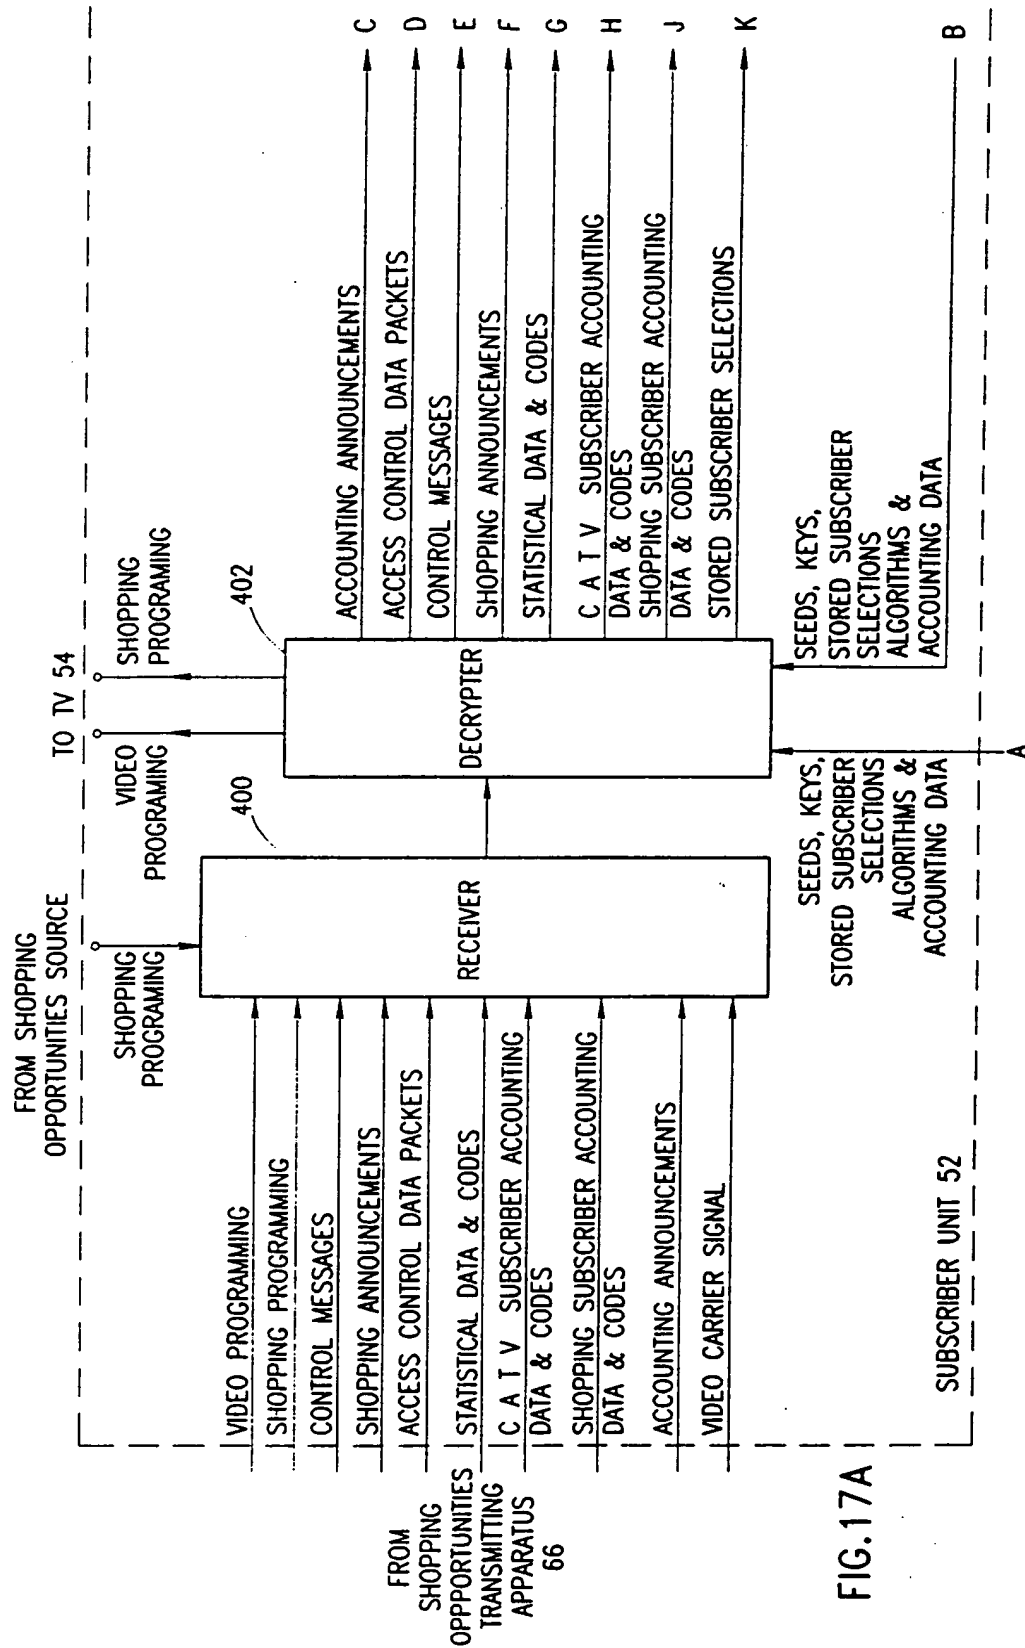 FROM SHOPPING
OPPORTUNITIES SOURCE
SHOPPING
PROGRAMING
TO TV 54
VIDEO
PROGRAMING
SHOPPING
PROGRAMING
400
402
RECEIVER
DECRYPTER
VIDEO PROGRAMMING
SHOPPING PROGRAMMING
CONTROL MESSAGES
SHOPPING ANNOUNCEMENTS
ACCESS CONTROL DATA PACKETS
STATISTICAL DATA & CODES
C A T V SUBSCRIBER ACCOUNTING
DATA & CODES
SHOPPING SUBSCRIBER ACCOUNTING
DATA & CODES
ACCOUNTING ANNOUNCEMENTS
VIDEO CARRIER SIGNAL
FROM
SHOPPING
OPPPORTUNITIES
TRANSMITTING
APPARATUS
66
ACCOUNTING ANNOUNCEMENTS
C
ACCESS CONTROL DATA PACKETS
D
CONTROL MESSAGES
E
SHOPPING ANNOUNCEMENTS
F
STATISTICAL DATA & CODES
G
C A T V SUBSCRIBER ACCOUNTING
DATA & CODES
H
SHOPPING SUBSCRIBER ACCOUNTING
DATA & CODES
J
STORED SUBSCRIBER SELECTIONS
K
SEEDS, KEYS,
STORED SUBSCRIBER
SELECTIONS
ALGORITHMS &
ACCOUNTING DATA
A
SEEDS, KEYS,
STORED SUBSCRIBER
SELECTIONS
ALGORITHMS &
ACCOUNTING DATA
B
SUBSCRIBER UNIT 52
FIG.17A